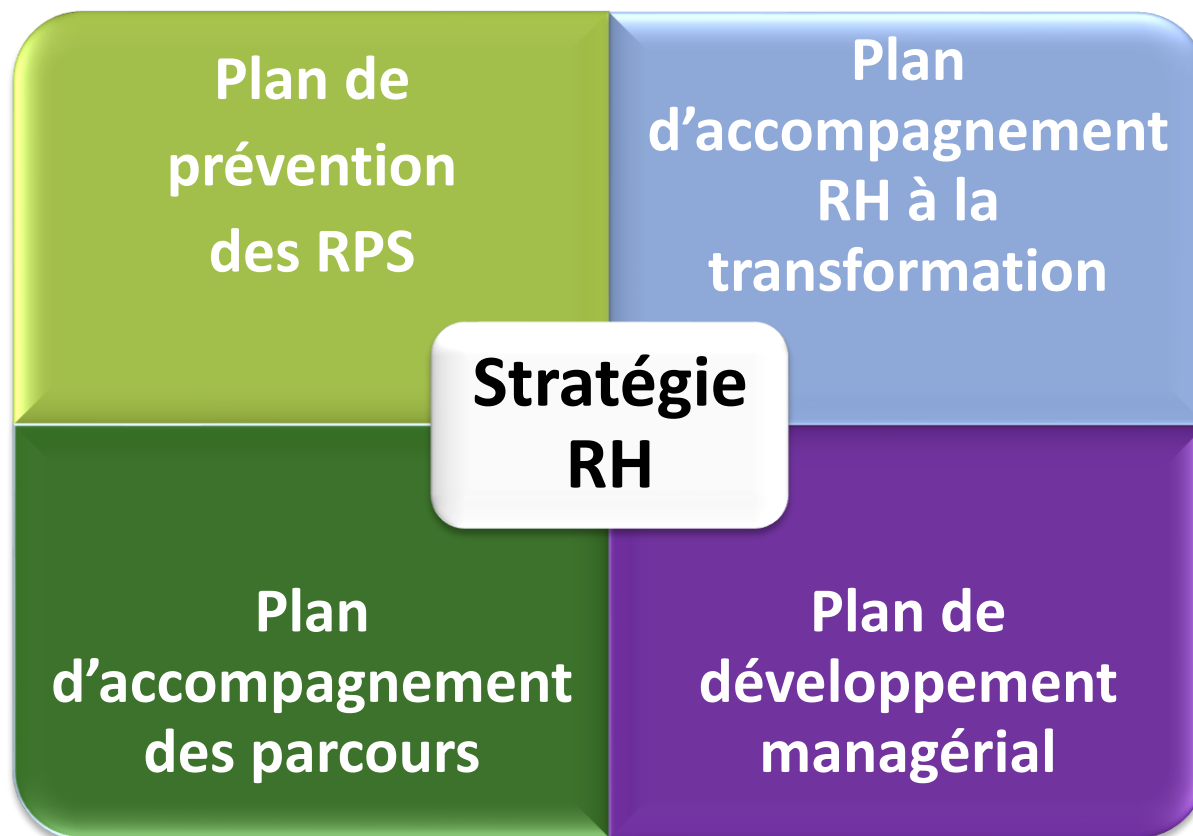 Plan de
prévention
des RPS
Plan
d’accompagnement
RH à la
transformation
Stratégie
RH
Plan
d’accompagnement
des parcours
Plan de
développement
managérial